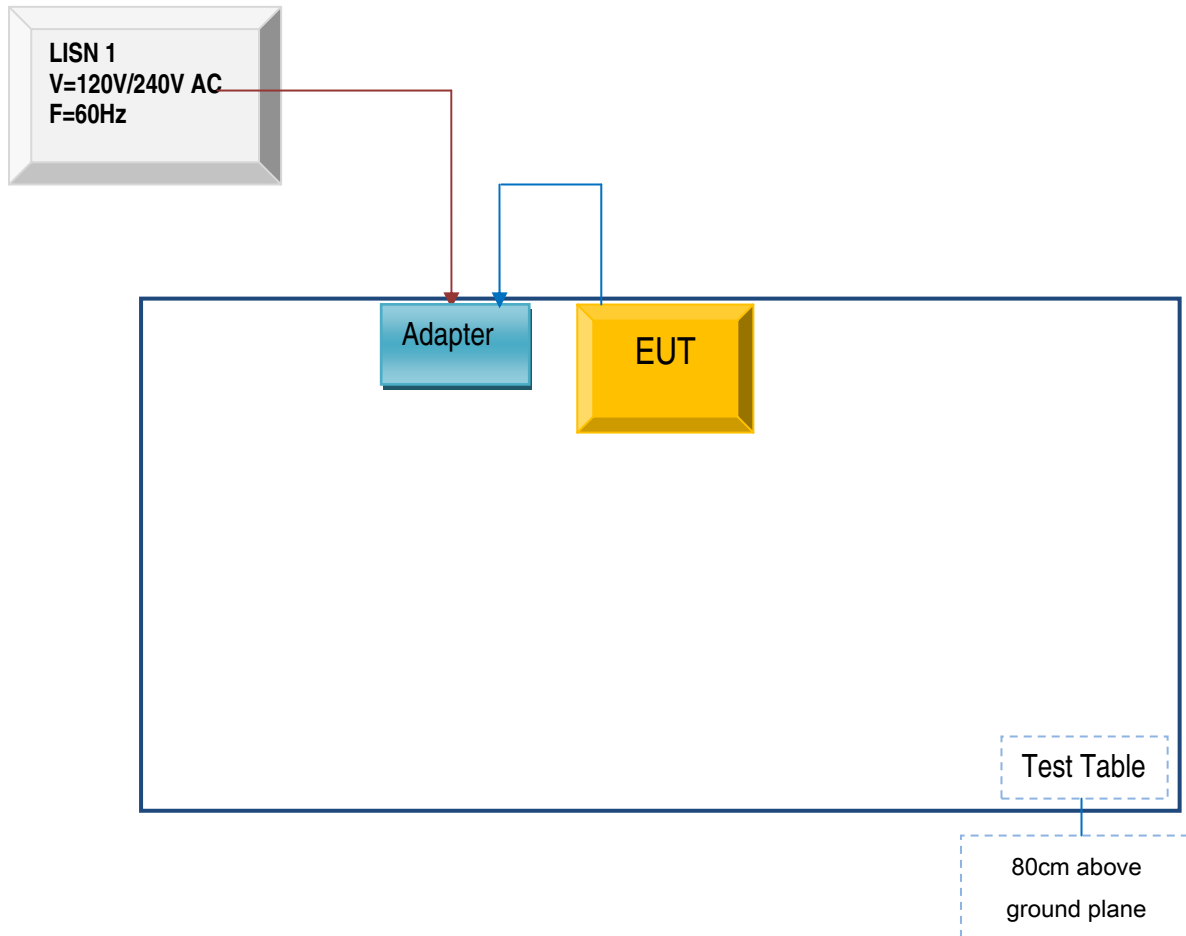 LISN 1
V=120V/240V AC
F=60Hz
Adapter
EUT
Test Table
80cm above
ground plane